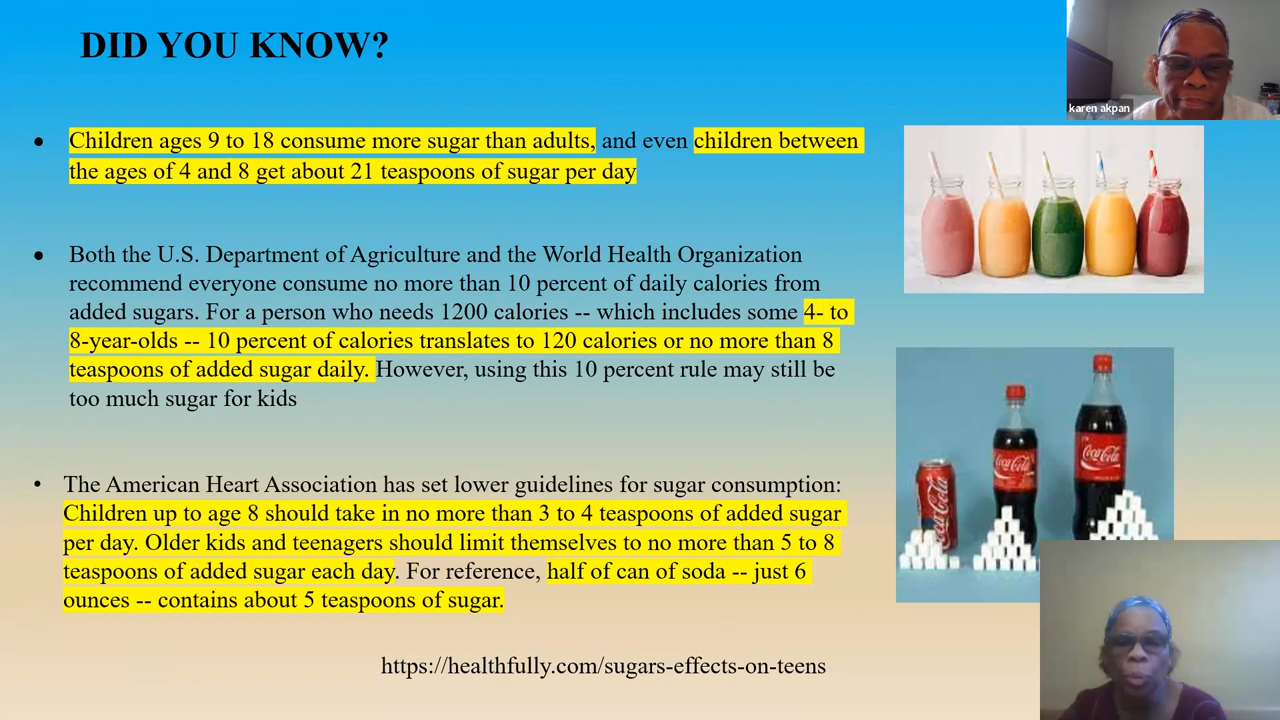 DID YOU KNOW?
karen akpan
• Children ages 9 to 18 consume more sugar than adults, and even children between
the ages of 4 and 8 get about 21 teaspoons of sugar per day
• Both the U.S. Department of Agriculture and the World Health Organization
recommend everyone consume no more than 10 percent of daily calories from
added sugars. For a person who needs 1200 calories -- which includes some 4- to
8-year-olds -- 10 percent of calories translates to 120 calories or no more than 8
teaspoons of added sugar daily. However, using this 10 percent rule may still be
too much sugar for kids
• The American Heart Association has set lower guidelines for sugar consumption:
Children up to age 8 should take in no more than 3 to 4 teaspoons of added sugar
per day. Older kids and teenagers should limit themselves to no more than 5 to 8
teaspoons of added sugar each day. For reference, half of can of soda -- just 6
ounces -- contains about 5 teaspoons of sugar.
Coca-Cola
Coca-Cola
Coca-Cola
https://healthfully.com/sugars-effects-on-teens